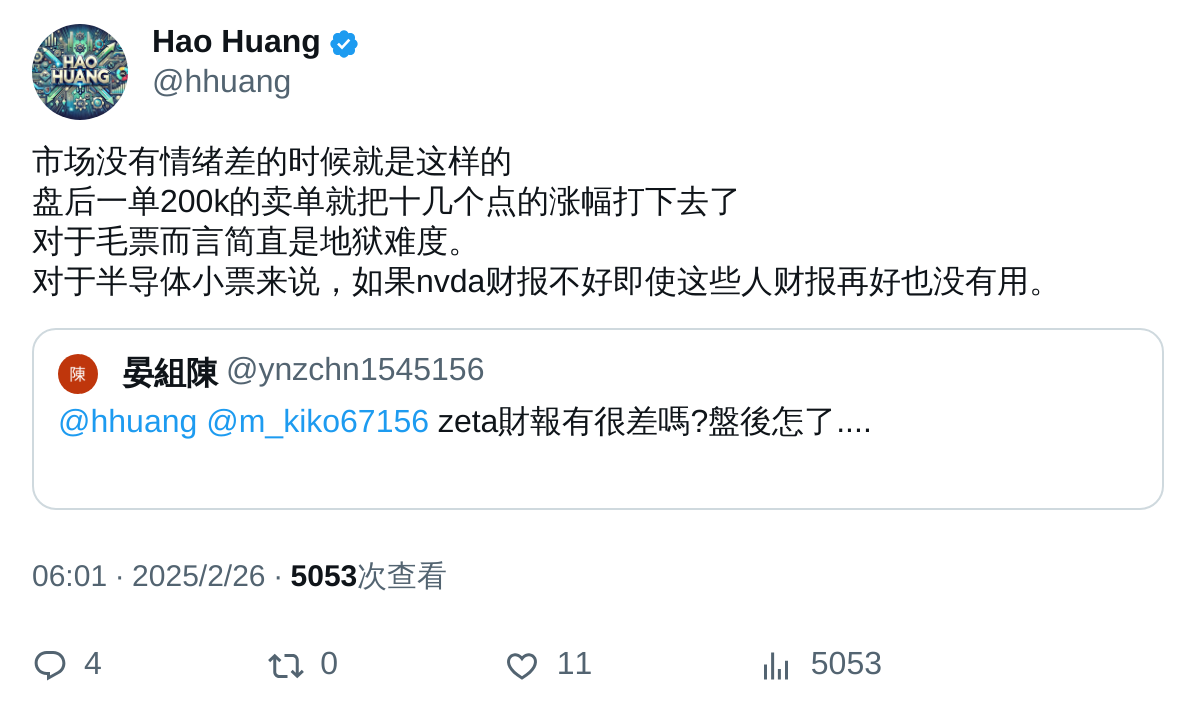 HAO
HUANG
Hao Huang
@hhuang
市场没有情绪差的时候就是这样的
盘后一单200k的卖单就把十几个点的涨幅打下去了
对于毛票而言简直是地狱难度。
对于半导体小票来说，如果nvda财报不好即使这些人财报再好也没有用。
陳
晏組陳 @ynzchn1545156
@hhuang @m_kiko67156 zeta財報有很差嗎?盤後怎了....
06:01 · 2025/2/26 · 5053次查看
4 0 11 5053